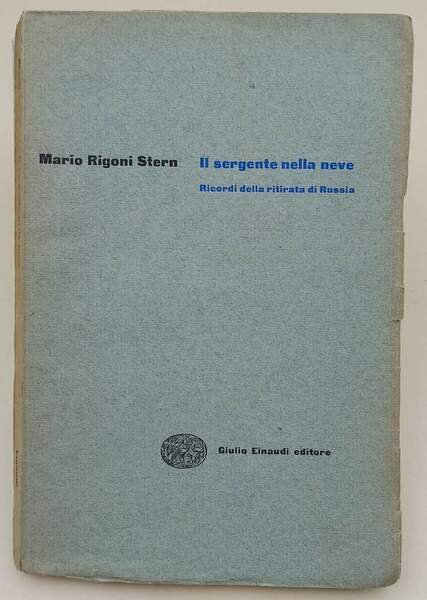 Mario Rigoni Stern Il sergente nella neve
Ricordi della ritirata di Russia
Giulio Einaudi editore